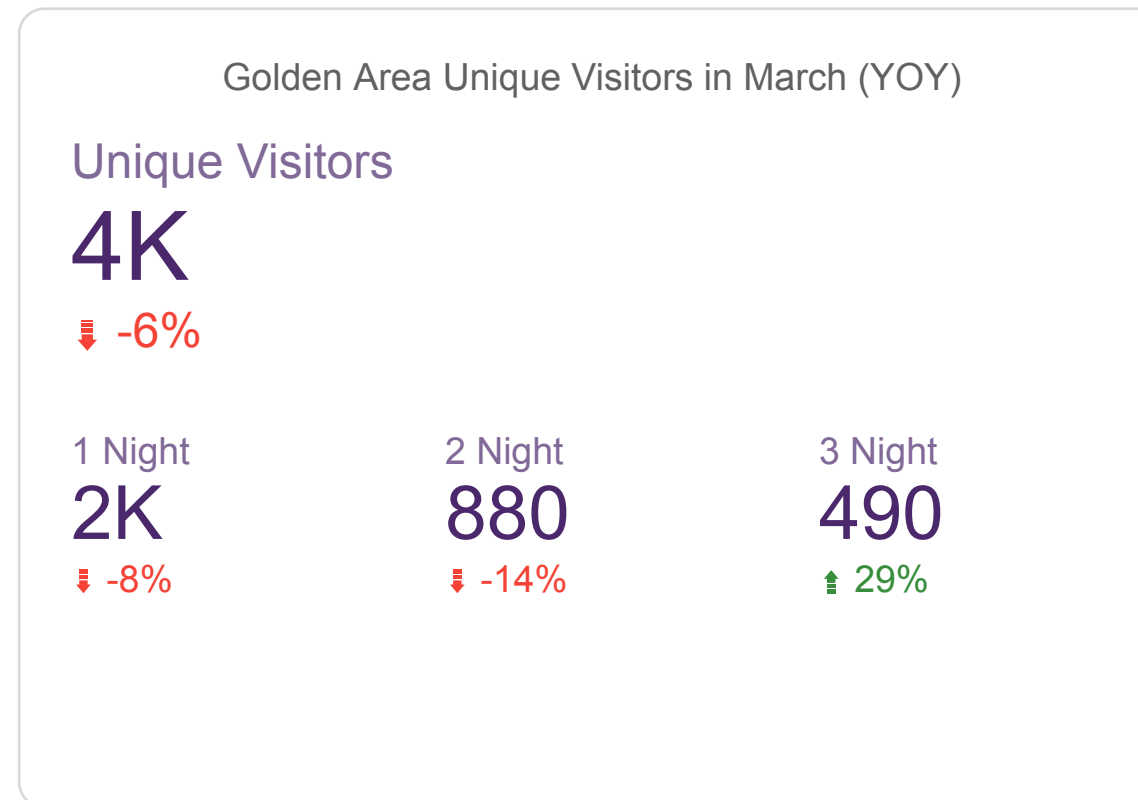 Golden Area Unique Visitors in March (YOY)
Unique Visitors
4K
-6%
1 Night 2 Night 3 Night
2K 880 490
-8% -14% 29%